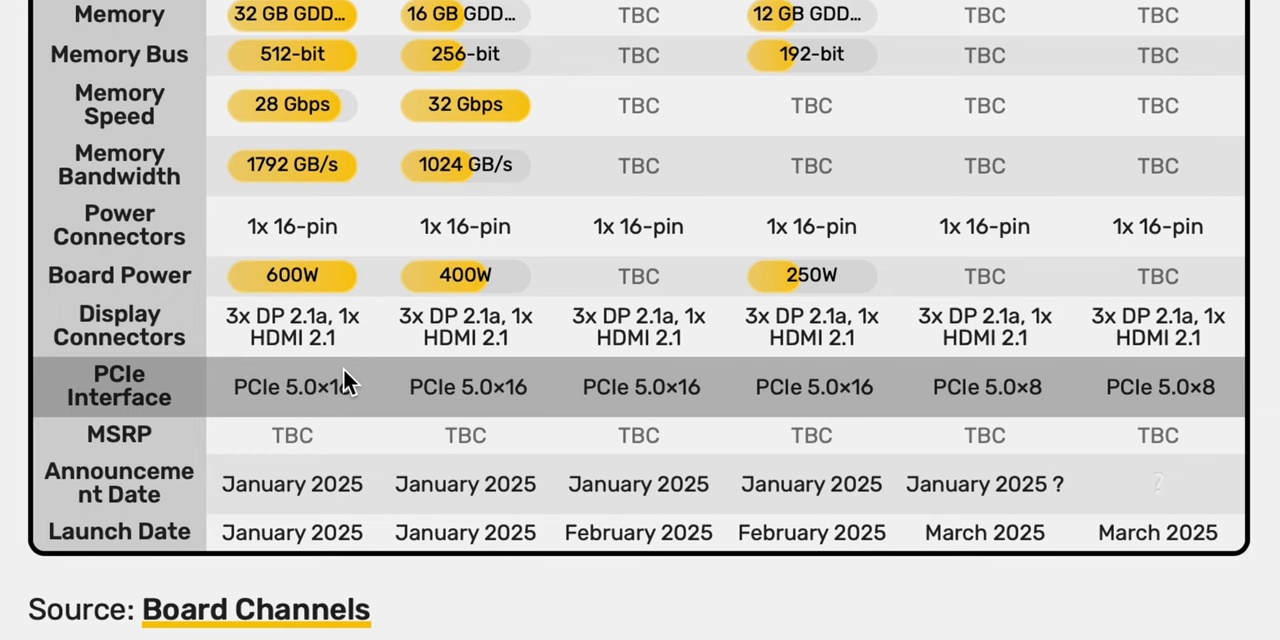 Memory 32 GB GDD... 16 GB GDD... TBC 12 GB GDD... TBC TBC
Memory Bus 512-bit 256-bit TBC 192-bit TBC TBC
Memory
Speed 28 Gbps 32 Gbps TBC TBC TBC TBC
Memory
Bandwidth 1792 GB/s 1024 GB/s TBC TBC TBC TBC
Power
Connectors 1x 16-pin 1x 16-pin 1x 16-pin 1x 16-pin 1x 16-pin 1x 16-pin
Board Power 600W 400W TBC 250W TBC TBC
Display 3x DP 2.1a, 1x 3x DP 2.1a, 1x 3x DP 2.1a, 1x 3x DP 2.1a, 1x 3x DP 2.1a, 1x 3x DP 2.1a, 1x
Connectors HDMI 2.1 HDMI 2.1 HDMI 2.1 HDMI 2.1 HDMI 2.1 HDMI 2.1
PCIe
Interface PCIe 5.0×16 PCIe 5.0×16 PCIe 5.0×16 PCIe 5.0×16 PCIe 5.0×8 PCIe 5.0×8
MSRP TBC TBC TBC TBC TBC TBC
Announceme
nt Date January 2025 January 2025 January 2025 January 2025 January 2025 ? ?
Launch Date January 2025 January 2025 February 2025 February 2025 March 2025 March 2025
Source: Board Channels